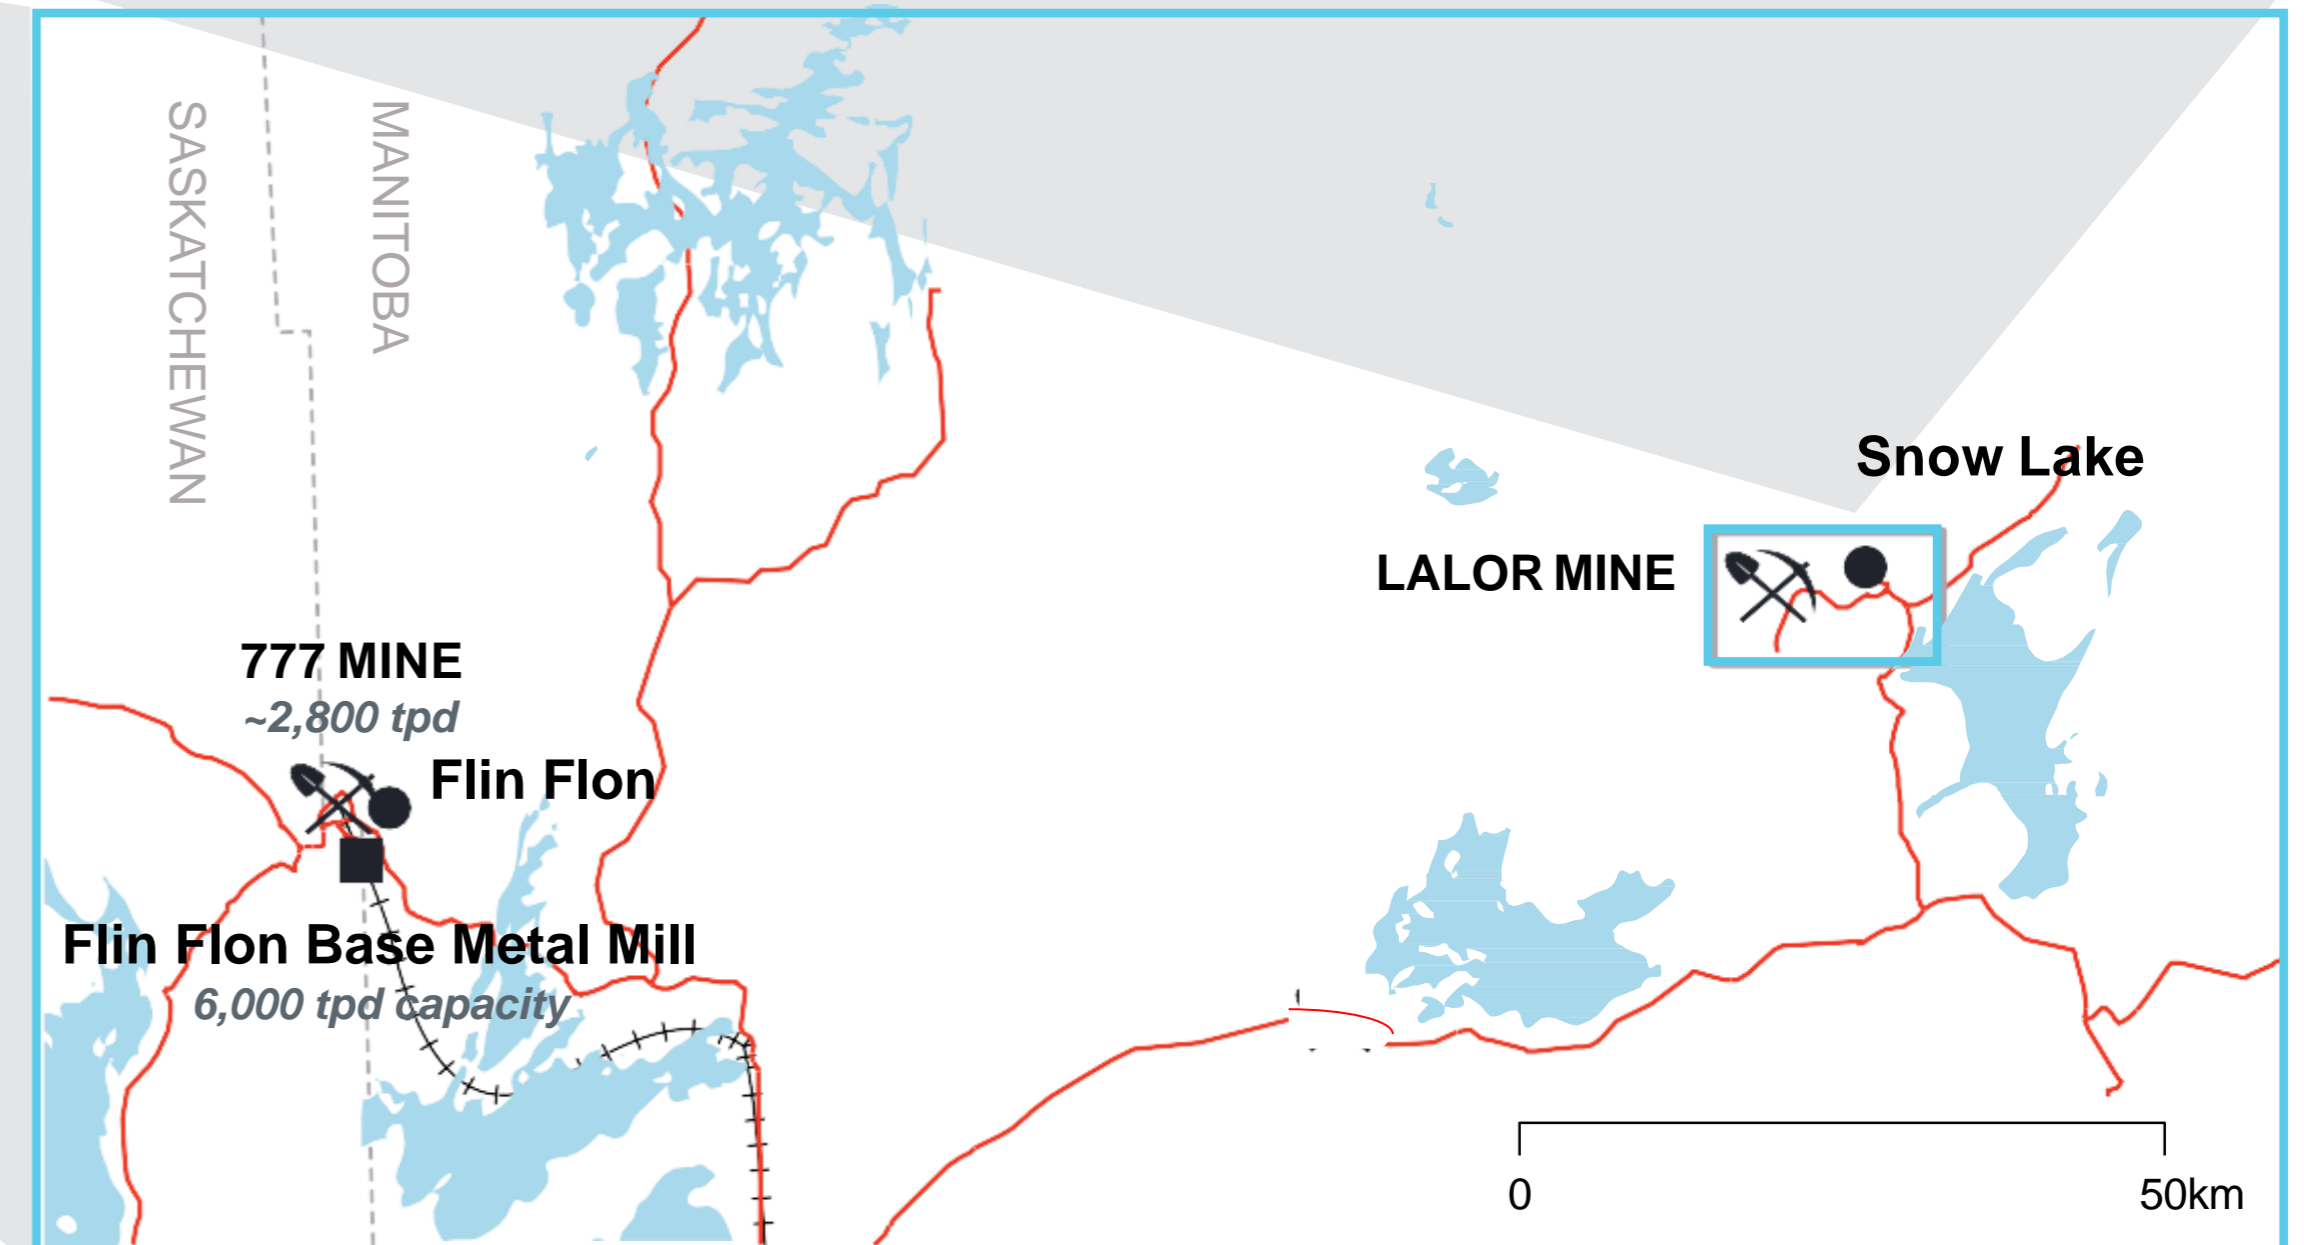 SASKATCHEWAN
MANITOBA
Snow Lake
LALOR MINE
777 MINE
~2,800 tpd
Flin Flon
Flin Flon Base Metal Mill
6,000 tpd capacity
0
50km